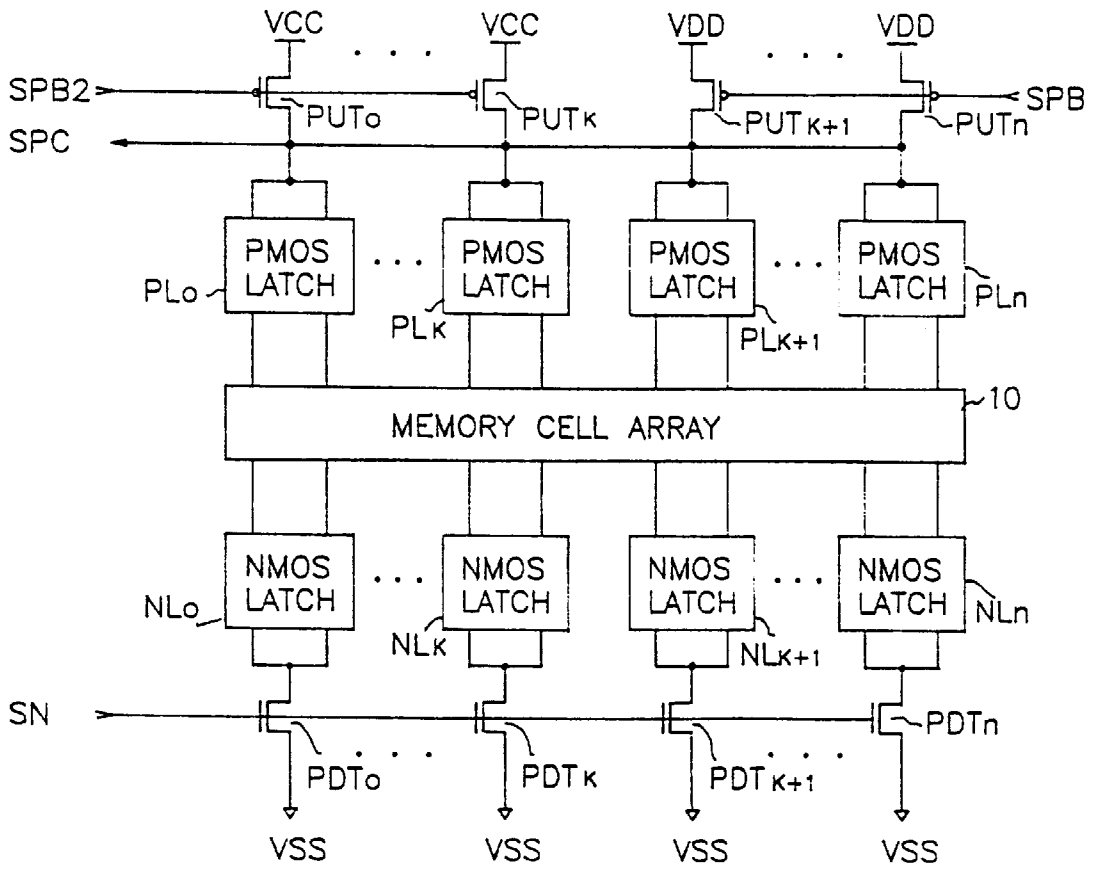 VCC . . . VCC VDD . . . VDD
SPB2 SPB
PUTo PUTK PUTK+1 PUTn
SPC
PMOS LATCH . . . PMOS LATCH PMOS LATCH . . . PMOS LATCH
PLo PLK PLK+1 PLn
10
MEMORY CELL ARRAY
NMOS LATCH . . . NMOS LATCH NMOS LATCH . . . NMOS LATCH
NLo NLK NLK+1 NLn
SN
PDTo . . . PDTK PDTK+1 . . . PDTn
VSS VSS VSS VSS